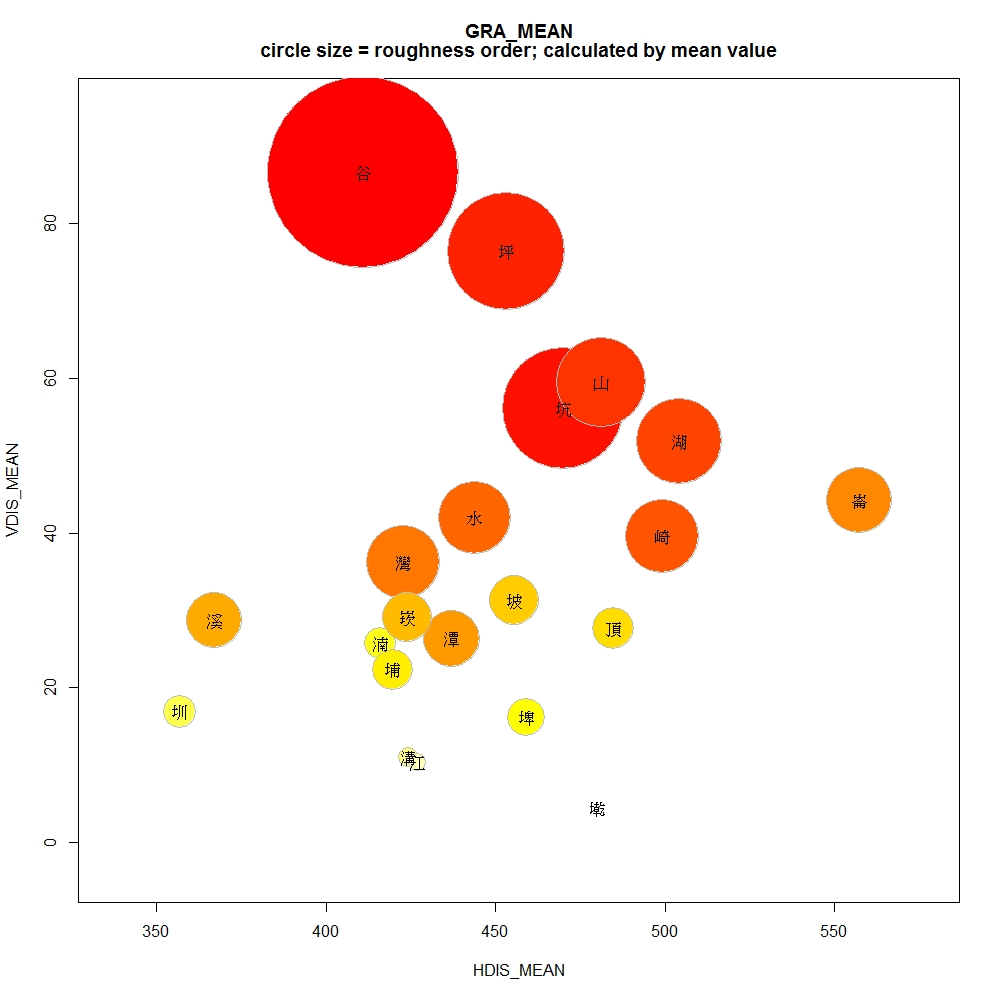 GRA_MEAN
circle size = roughness order; calculated by mean value
谷
坪
山
坑
湖
崙
水
崎
灣
坡
溪
崁
頂
潭
湳
埔
圳
埤
溝
江
墘
VDIS_MEAN
0
20
40
60
80
350
400
450
500
550
HDIS_MEAN